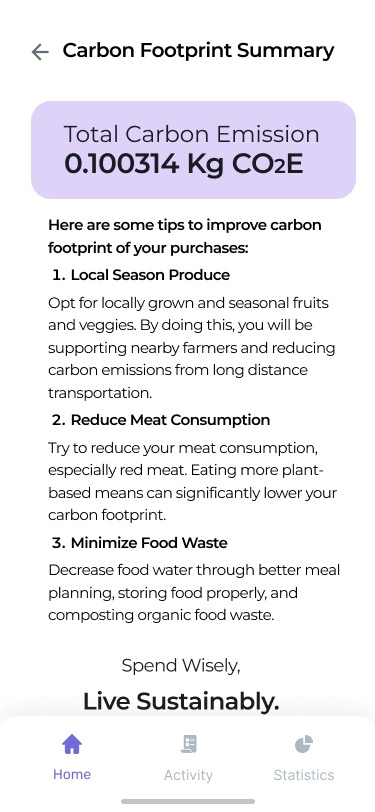 Carbon Footprint Summary
Total Carbon Emission
0.100314 Kg CO2E
Here are some tips to improve carbon
footprint of your purchases:
1. Local Season Produce
Opt for locally grown and seasonal fruits
and veggies. By doing this, you will be
supporting nearby farmers and reducing
carbon emissions from long distance
transportation.
2. Reduce Meat Consumption
Try to reduce your meat consumption,
especially red meat. Eating more plant-
based means can significantly lower your
carbon footprint.
3. Minimize Food Waste
Decrease food water through better meal
planning, storing food properly, and
composting organic food waste.
Spend Wisely,
Live Sustainably.
Home
Activity
Statistics